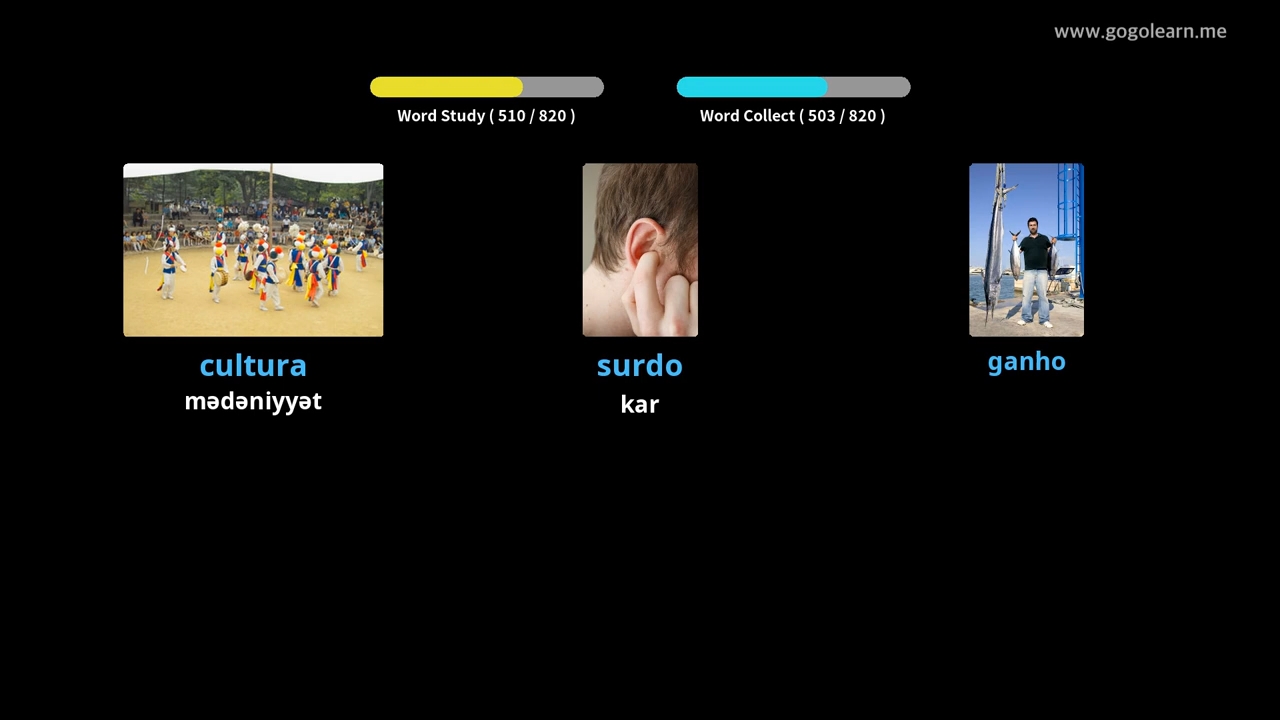 www.gogolearn.me
Word Study ( 510 / 820 )
Word Collect ( 503 / 820 )
cultura
mədəniyyət
surdo
kar
ganho